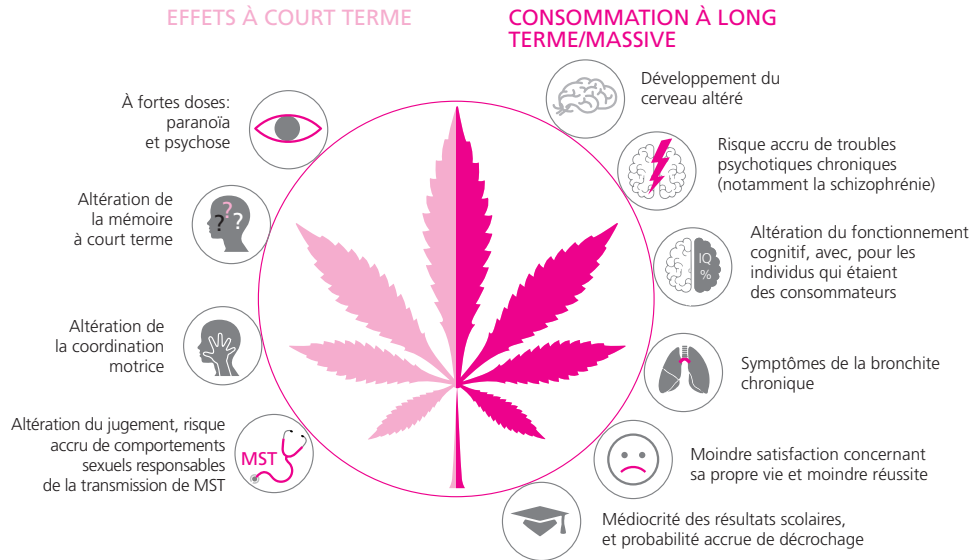 EFFETS À COURT TERME
À fortes doses:
paranoïa
et psychose
Altération de
la mémoire
à court terme
? ? ?
Altération de
la coordination
motrice
Altération du jugement, risque
accru de comportements
sexuels responsables
de la transmission de MST
MST
CONSOMMATION À LONG
TERME/MASSIVE
Développement du
cerveau altéré
Risque accru de troubles
psychotiques chroniques
(notamment la schizophrénie)
Altération du fonctionnement
cognitif, avec, pour les
individus qui étaient
des consommateurs
IQ
%
Symptômes de la bronchite
chronique
Moindre satisfaction concernant
sa propre vie et moindre réussite
Médiocrité des résultats scolaires,
et probabilité accrue de décrochage